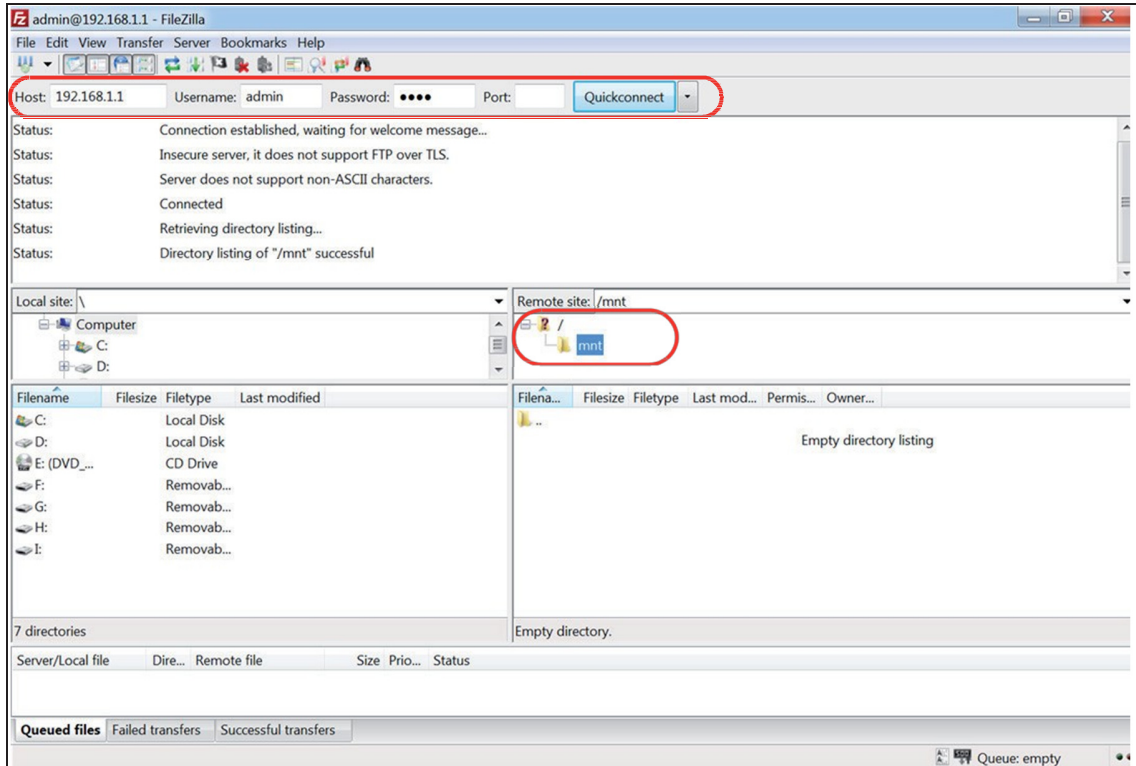 admin@192.168.1.1 - FileZilla
File Edit View Transfer Server Bookmarks Help
Host: 192.168.1.1 Username: admin Password: ●●●● Port: Quickconnect
Status: Connection established, waiting for welcome message...
Status: Insecure server, it does not support FTP over TLS.
Status: Server does not support non-ASCII characters.
Status: Connected
Status: Retrieving directory listing...
Status: Directory listing of "/mnt" successful
Local site: \
Computer
C:
D:
Remote site: /mnt
/
mnt
Filename Filesize Filetype Last modified
C: Local Disk
D: Local Disk
E: (DVD_... CD Drive
F: Removab...
G: Removab...
H: Removab...
I: Removab...
7 directories
Filena... Filesize Filetype Last mod... Permis... Owner...
..
Empty directory listing
Empty directory.
Server/Local file Dire... Remote file Size Prio... Status
Queued files Failed transfers Successful transfers
Queue: empty